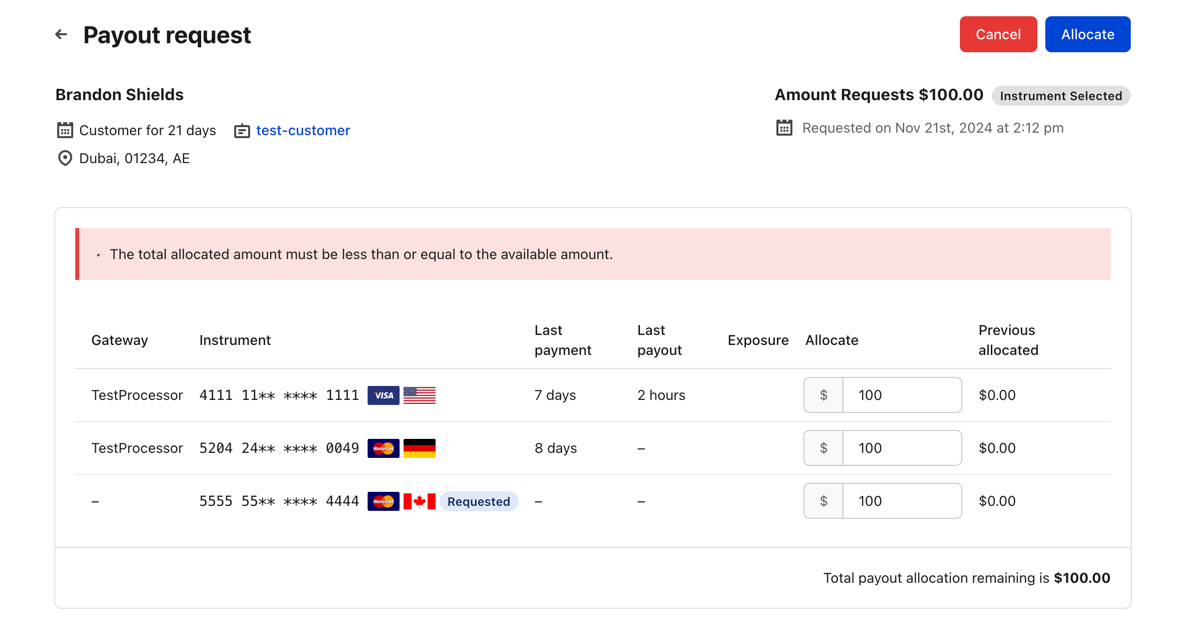 Payout request
Cancel
Allocate
Brandon Shields
Amount Requests $100.00 Instrument Selected
Customer for 21 days test-customer
Requested on Nov 21st, 2024 at 2:12 pm
Dubai, 01234, AE
• The total allocated amount must be less than or equal to the available amount.
Gateway Instrument Last payment Last payout Exposure Allocate Previous allocated
TestProcessor 4111 11** **** 1111 VISA 7 days 2 hours $ 100 $0.00
TestProcessor 5204 24** **** 0049 MasterCard 8 days – $ 100 $0.00
– 5555 55** **** 4444 MasterCard Requested – – $ 100 $0.00
Total payout allocation remaining is $100.00